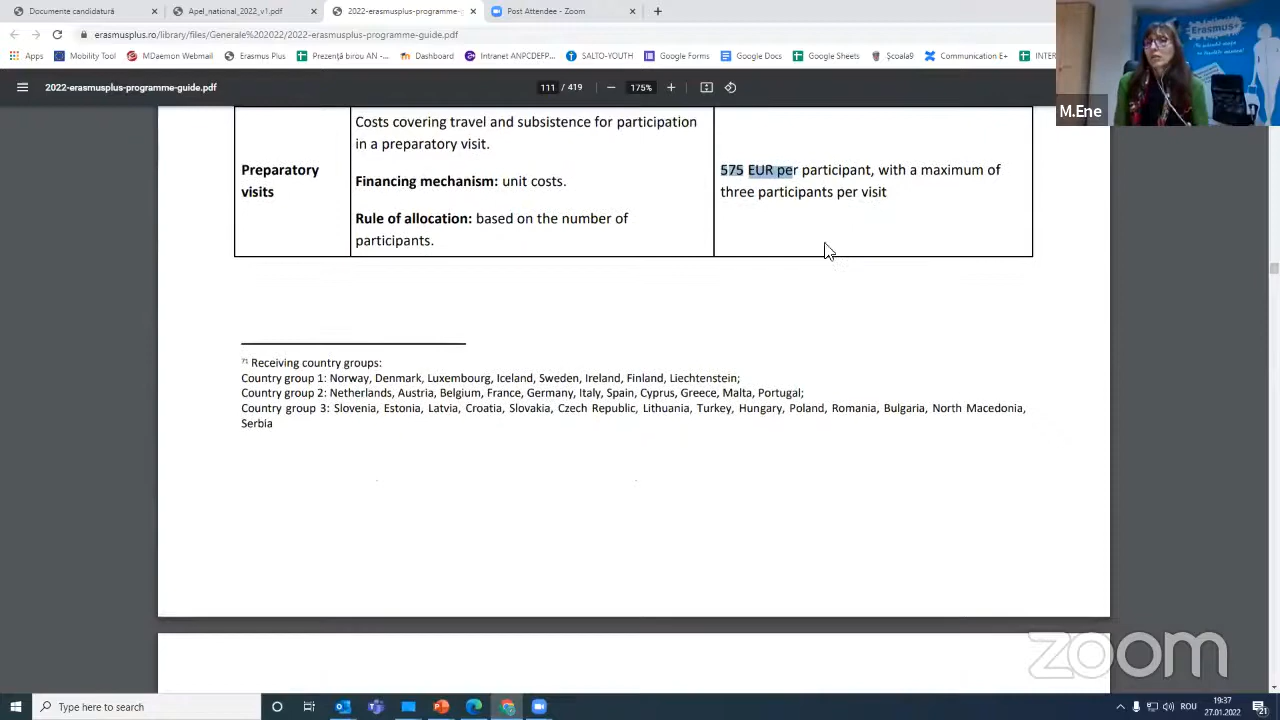 Documente candidatură
Apel_national_2022_v1.pdf
2022-erasmusplus-programme-g
Post Attendee - Zoom
erasmusplus.ro/library/files/Generale%202022/2022-erasmusplus-programme-guide.pdf
Apps
Mobility Tool
MDaemon Webmail
Erasmus Plus
Prezență birou AN -...
Dashboard
Intranet ANPCDEFP...
SALTO-YOUTH
Google Forms
Google Docs
Google Sheets
Școala9
Communication E+
INTERE
2022-erasmusplus-programme-guide.pdf
111 / 419
175%
M.Ene
Costs covering travel and subsistence for participation
in a preparatory visit.
Preparatory
visits
Financing mechanism: unit costs.
Rule of allocation: based on the number of
participants.
575 EUR per participant, with a maximum of
three participants per visit
71 Receiving country groups:
Country group 1: Norway, Denmark, Luxembourg, Iceland, Sweden, Ireland, Finland, Liechtenstein;
Country group 2: Netherlands, Austria, Belgium, France, Germany, Italy, Spain, Cyprus, Greece, Malta, Portugal;
Country group 3: Slovenia, Estonia, Latvia, Croatia, Slovakia, Czech Republic, Lithuania, Turkey, Hungary, Poland, Romania, Bulgaria, North Macedonia,
Serbia
zoom
Type here to search
ROU
19:37
27.01.2022